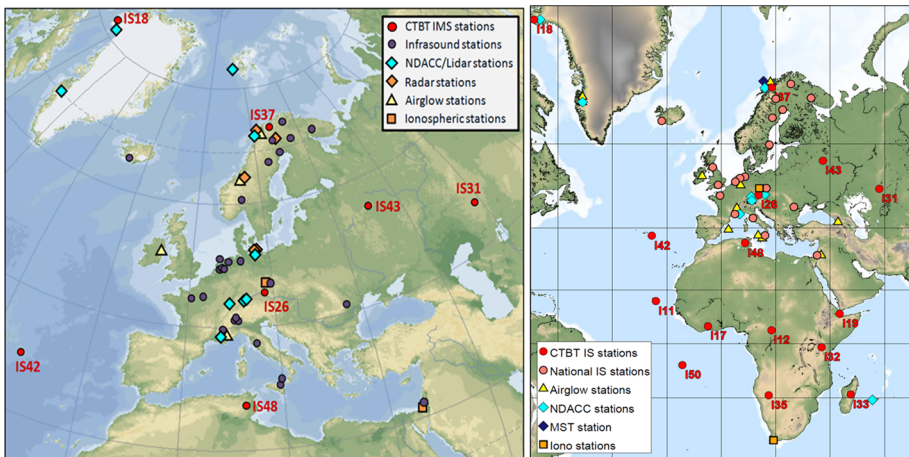 IS18
CTBT IMS stations
Infrasound stations
NDACC/Lidar stations
Radar stations
Airglow stations
Ionospheric stations
IS37
IS31
IS43
IS26
IS42
IS48
I18
37
I43
I31
I26
I42
I48
I11
I17
I12
I19
I32
I50
I35
I33
CTBT IS stations
National IS stations
Airglow stations
NDACC stations
MST station
Iono stations